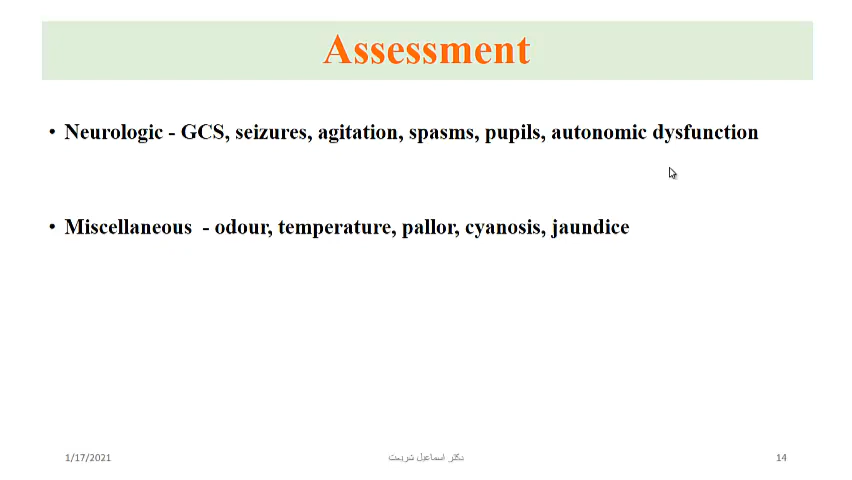 Assessment
• Neurologic - GCS, seizures, agitation, spasms, pupils, autonomic dysfunction
• Miscellaneous - odour, temperature, pallor, cyanosis, jaundice
1/17/2021
دکتر اسماعیل شریعت
14